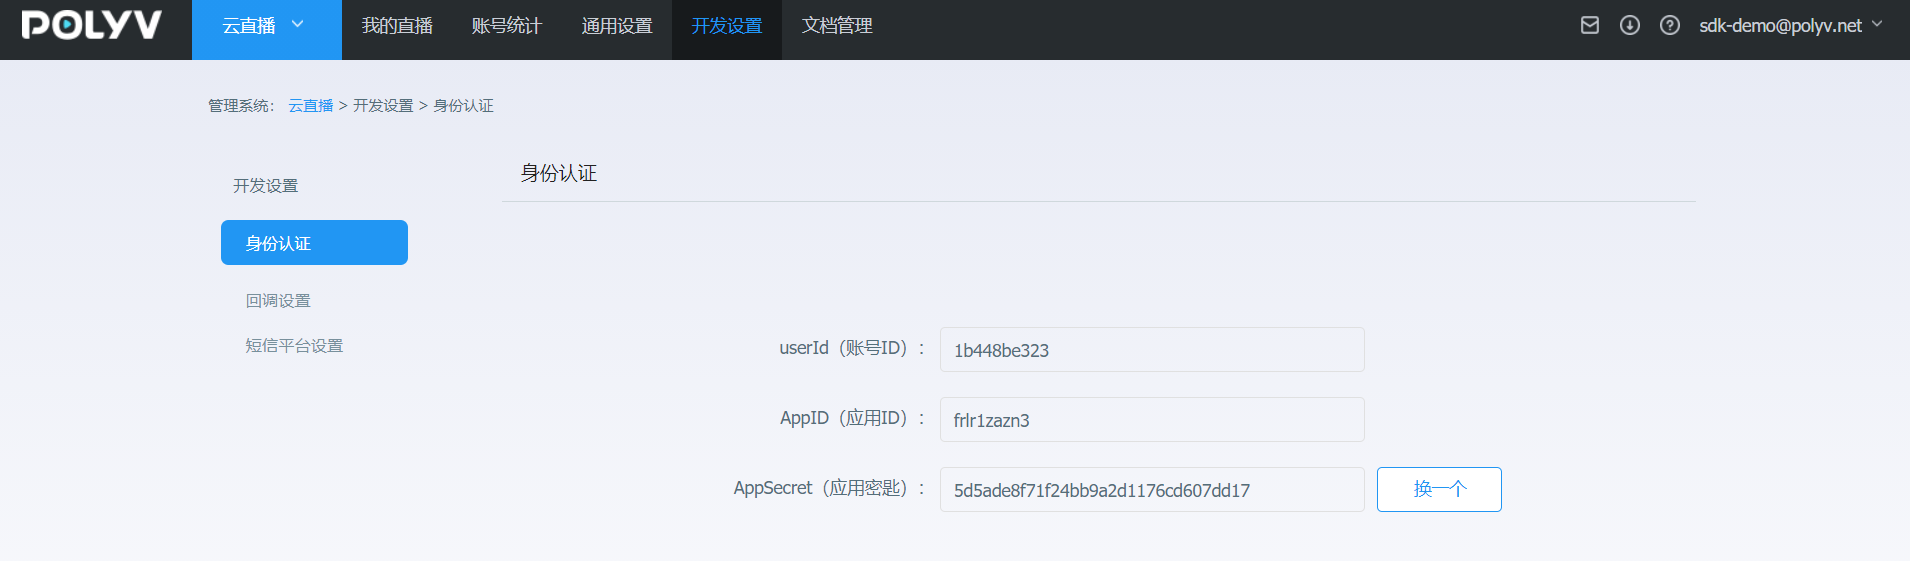 POLYV 云直播 我的直播 账号统计 通用设置 开发设置 文档管理 sdk-demo@polyv.net
管理系统： 云直播 > 开发设置 > 身份认证
身份认证
开发设置
身份认证
回调设置
短信平台设置
userId（账号ID）： 1b448be323
AppID（应用ID）： frlr1zazn3
AppSecret（应用密匙）： 5d5ade8f71f24bb9a2d1176cd607dd17 换一个